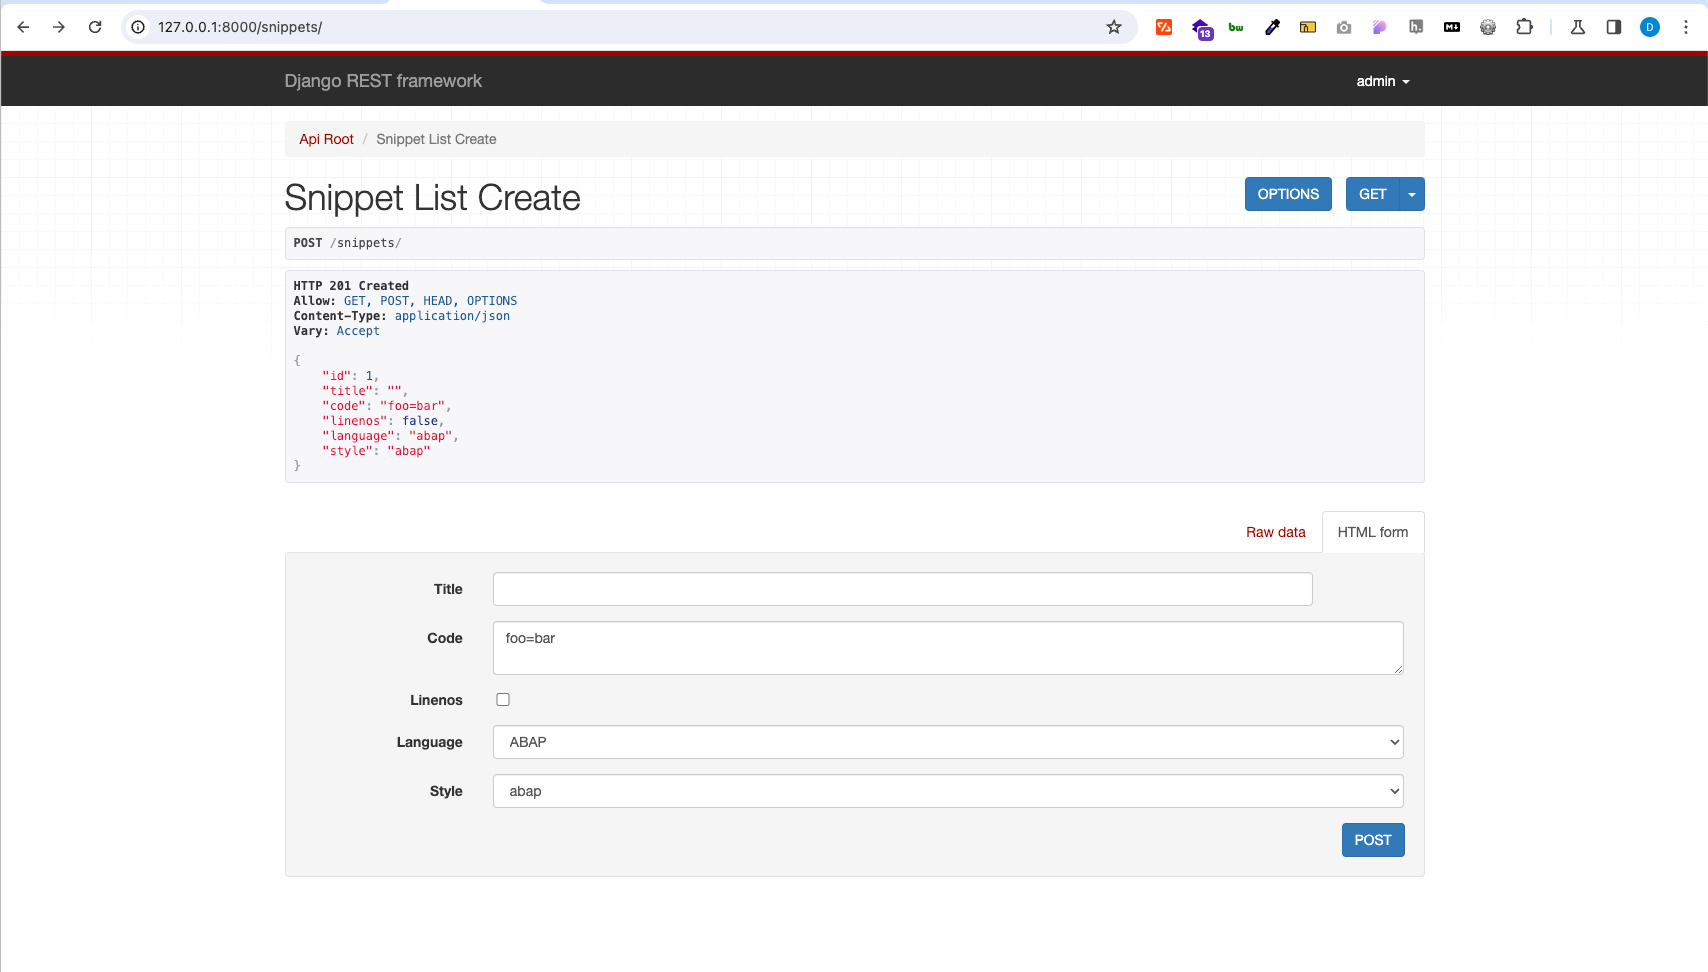 127.0.0.1:8000/snippets/
13
bw
h.
M
D
Django REST framework
admin
Api Root / Snippet List Create
Snippet List Create
OPTIONS
GET
POST /snippets/
HTTP 201 Created
Allow: GET, POST, HEAD, OPTIONS
Content-Type: application/json
Vary: Accept
{
    "id": 1,
    "title": "",
    "code": "foo=bar",
    "linenos": false,
    "language": "abap",
    "style": "abap"
}
Raw data
HTML form
Title
Code
foo=bar
Linenos
Language
ABAP
Style
abap
POST